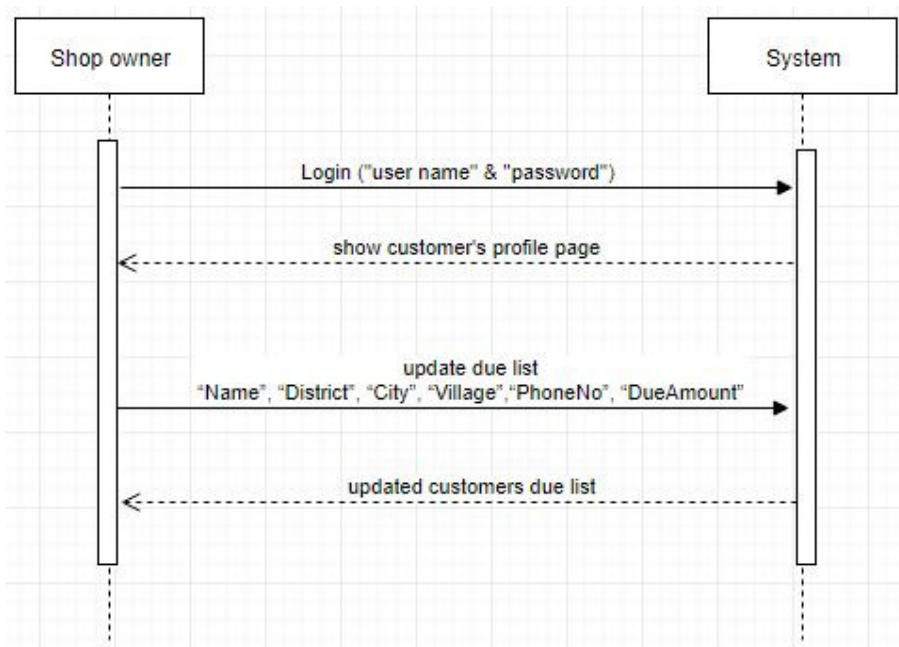 Shop owner
System
Login ("user name" & "password")
show customer's profile page
update due list
“Name”, “District”, “City”, “Village”,“PhoneNo”, “DueAmount”
updated customers due list